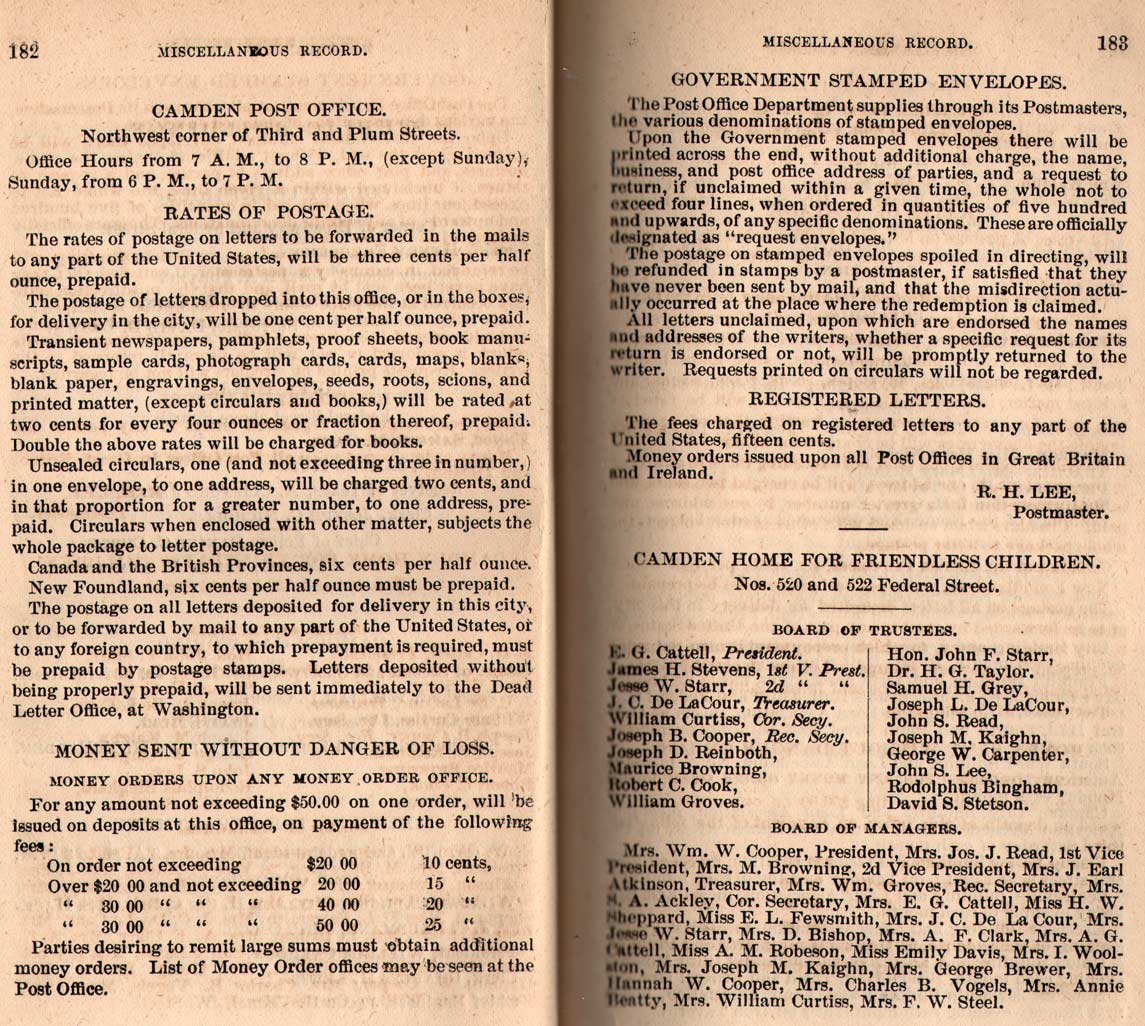 182
MISCELLANEOUS RECORD.
CAMDEN POST OFFICE.
Northwest corner of Third and Plum Streets.
Office Hours from 7 A. M., to 8 P. M., (except Sunday),
Sunday, from 6 P. M., to 7 P. M.
RATES OF POSTAGE.
The rates of postage on letters to be forwarded in the mails
to any part of the United States, will be three cents per half
ounce, prepaid.
The postage of letters dropped into this office, or in the boxes,
for delivery in the city, will be one cent per half ounce, prepaid.
Transient newspapers, pamphlets, proof sheets, book manu-
scripts, sample cards, photograph cards, cards, maps, blanks,
blank paper, engravings, envelopes, seeds, roots, scions, and
printed matter, (except circulars and books,) will be rated at
two cents for every four ounces or fraction thereof, prepaid.
Double the above rates will be charged for books.
Unsealed circulars, one (and not exceeding three in number,)
in one envelope, to one address, will be charged two cents, and
in that proportion for a greater number, to one address, pre-
paid. Circulars when enclosed with other matter, subjects the
whole package to letter postage.
Canada and the British Provinces, six cents per half ounce.
New Foundland, six cents per half ounce must be prepaid.
The postage on all letters deposited for delivery in this city,
or to be forwarded by mail to any part of the United States, or
to any foreign country, to which prepayment is required, must
be prepaid by postage stamps. Letters deposited without
being properly prepaid, will be sent immediately to the Dead
Letter Office, at Washington.
MONEY SENT WITHOUT DANGER OF LOSS.
MONEY ORDERS UPON ANY MONEY ORDER OFFICE.
For any amount not exceeding $50.00 on one order, will be
issued on deposits at this office, on payment of the following
fees:
On order not exceeding $20 00 10 cents,
Over $20 00 and not exceeding 20 00 15 "
" 30 00 " " " 40 00 20 "
" 30 00 " " " 50 00 25 "
Parties desiring to remit large sums must obtain additional
money orders. List of Money Order offices may be seen at the
Post Office.
MISCELLANEOUS RECORD.
183
GOVERNMENT STAMPED ENVELOPES.
The Post Office Department supplies through its Postmasters,
the various denominations of stamped envelopes.
Upon the Government stamped envelopes there will be
printed across the end, without additional charge, the name,
business, and post office address of parties, and a request to
return, if unclaimed within a given time, the whole not to
exceed four lines, when ordered in quantities of five hundred
and upwards, of any specific denominations. These are officially
designated as "request envelopes."
The postage on stamped envelopes spoiled in directing, will
be refunded in stamps by a postmaster, if satisfied that they
have never been sent by mail, and that the misdirection actu-
ally occurred at the place where the redemption is claimed.
All letters unclaimed, upon which are endorsed the names
and addresses of the writers, whether a specific request for its
return is endorsed or not, will be promptly returned to the
writer. Requests printed on circulars will not be regarded.
REGISTERED LETTERS.
The fees charged on registered letters to any part of the
United States, fifteen cents.
Money orders issued upon all Post Offices in Great Britain
and Ireland.
R. H. LEE,
Postmaster.
CAMDEN HOME FOR FRIENDLESS CHILDREN.
Nos. 520 and 522 Federal Street.
BOARD OF TRUSTEES.
E. G. Cattell, President.
James H. Stevens, 1st V. Prest.
Jesse W. Starr, 2d " "
J. C. De LaCour, Treasurer.
William Curtiss, Cor. Secy.
Joseph B. Cooper, Rec. Secy.
Joseph D. Reinboth,
Maurice Browning,
Robert C. Cook,
William Groves.
Hon. John F. Starr,
Dr. H. G. Taylor.
Samuel H. Grey,
Joseph L. De LaCour,
John S. Read,
Joseph M. Kaighn,
George W. Carpenter,
John S. Lee,
Rodolphus Bingham,
David S. Stetson.
BOARD OF MANAGERS.
Mrs. Wm. W. Cooper, President, Mrs. Jos. J. Read, 1st Vice
President, Mrs. M. Browning, 2d Vice President, Mrs. J. Earl
Atkinson, Treasurer, Mrs. Wm. Groves, Rec. Secretary, Mrs.
A. Ackley, Cor. Secretary, Mrs. E. G. Cattell, Miss H. W.
Sheppard, Miss E. L. Fewsmith, Mrs. J. C. De La Cour, Mrs.
Jesse W. Starr, Mrs. D. Bishop, Mrs. A. F. Clark, Mrs. A. G.
Cattell, Miss A. M. Robeson, Miss Emily Davis, Mrs. I. Wool-
ston, Mrs. Joseph M. Kaighn, Mrs. George Brewer, Mrs.
Hannah W. Cooper, Mrs. Charles B. Vogels, Mrs. Annie
Beatty, Mrs. William Curtiss, Mrs. F. W. Steel.